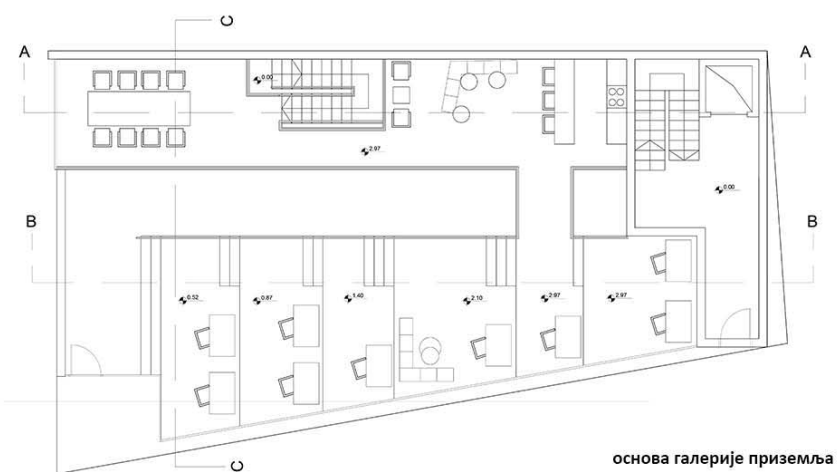 C
A
A
0.00
2.97
0.00
B
B
0.52
0.87
1.40
2.10
2.97
2.97
C
основа галерије приземља